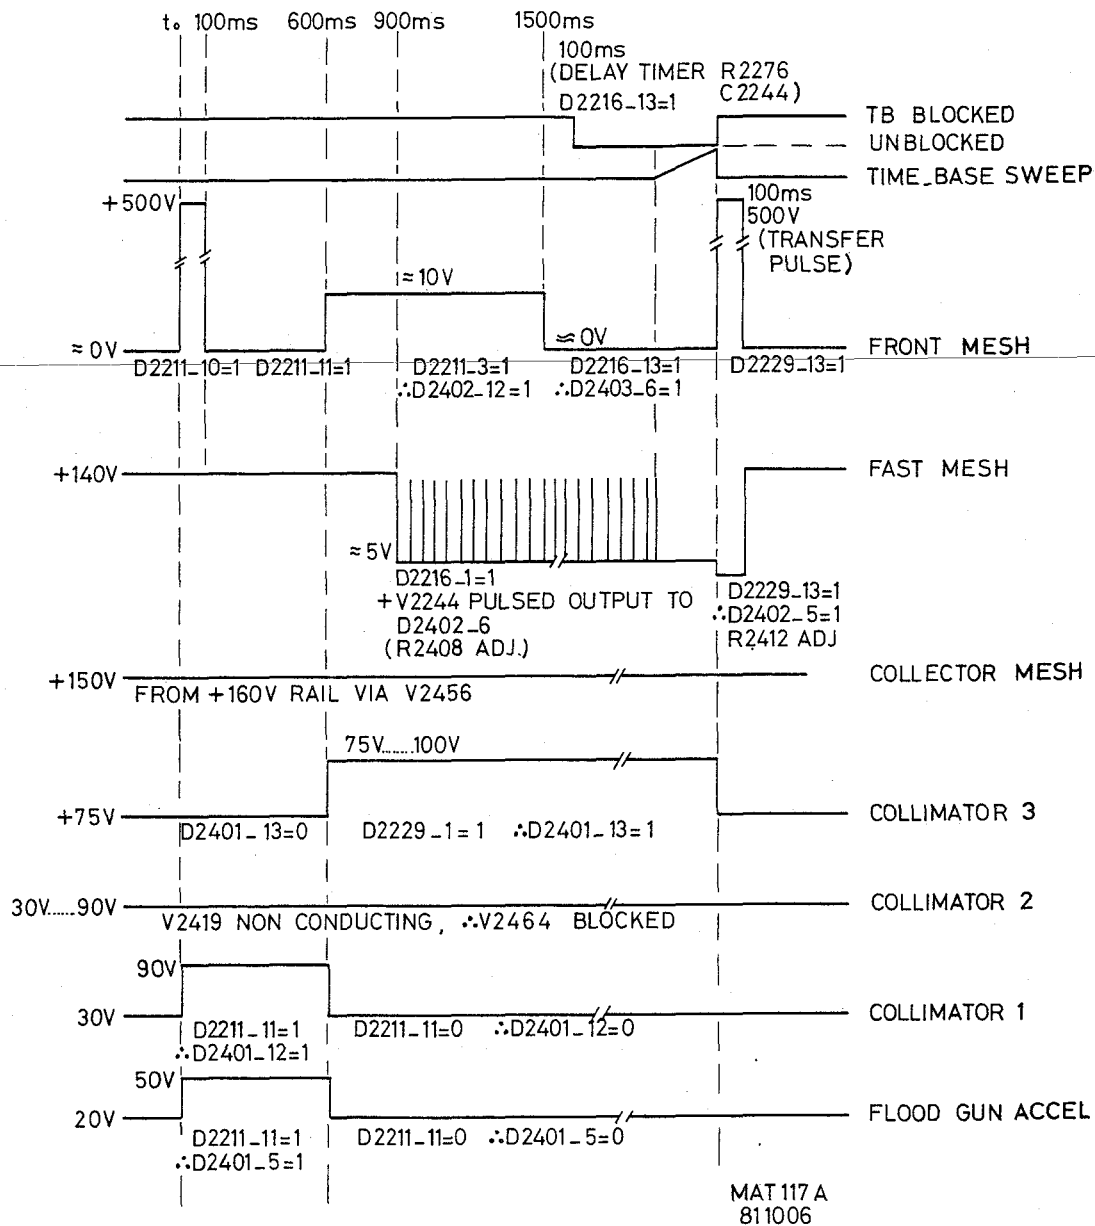 t₀ 100ms 600ms 900ms 1500ms
100ms
(DELAY TIMER R2276
C2244)
D2216_13=1
TB BLOCKED
UNBLOCKED
TIME_BASE SWEEP
+500V
100ms
500V
(TRANSFER
PULSE)
≈10V
≈0V
≈0V
FRONT MESH
D2211_10=1 D2211_11=1 D2211_3=1 D2216_13=1 D2229_13=1
∴D2402_12=1 ∴D2403_6=1
+140V
FAST MESH
≈5V
D2216_1=1
+V2244 PULSED OUTPUT TO
D2402_6
(R2408 ADJ.)
D2229_13=1
∴D2402_5=1
R2412 ADJ
+150V
COLLECTOR MESH
FROM +160V RAIL VIA V2456
75V........100V
+75V
COLLIMATOR 3
D2401_13=0 D2229_1=1 ∴D2401_13=1
30V......90V
COLLIMATOR 2
V2419 NON CONDUCTING, ∴V2464 BLOCKED
90V
30V
COLLIMATOR 1
D2211_11=1 D2211_11=0 ∴D2401_12=0
∴D2401_12=1
50V
20V
FLOOD GUN ACCEL
D2211_11=1 D2211_11=0 ∴D2401_5=0
∴D2401_5=1
MAT 117 A
811006